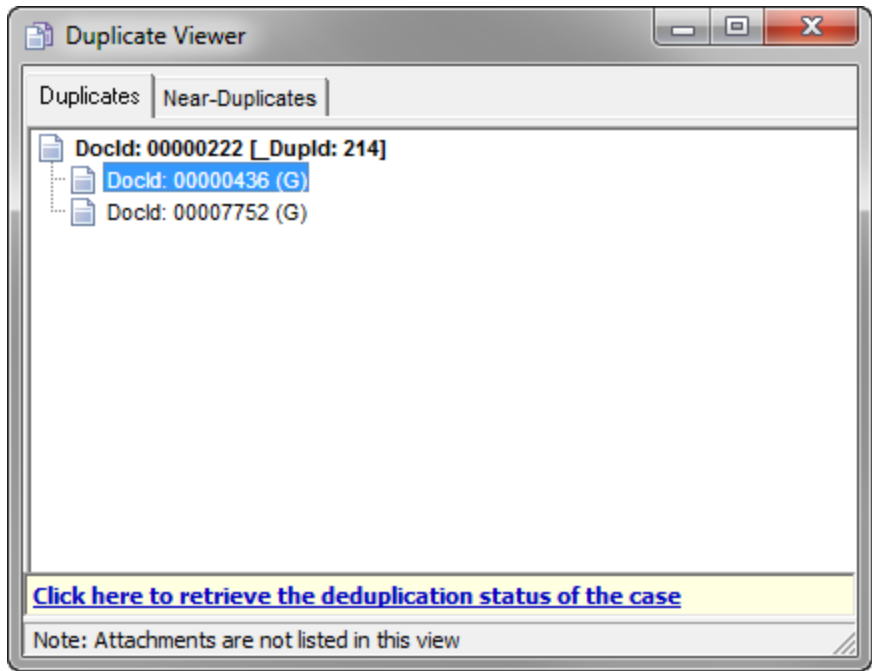 Duplicate Viewer
Duplicates Near-Duplicates
DocId: 00000222 [_DupId: 214]
DocId: 00000436 (G)
DocId: 00007752 (G)
Click here to retrieve the deduplication status of the case
Note: Attachments are not listed in this view